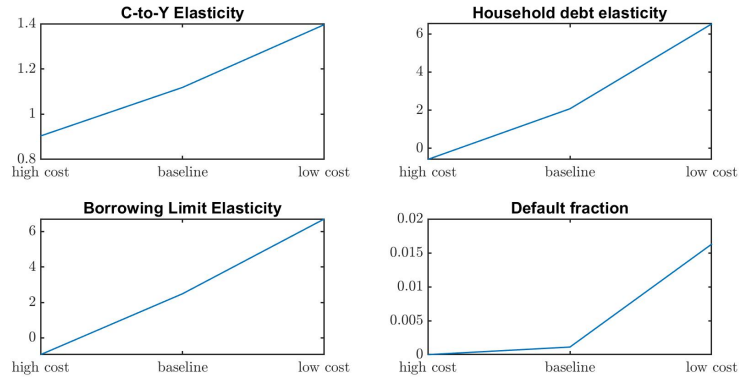 C-to-Y Elasticity
1.4
1.2
1
0.8
high cost baseline low cost
Household debt elasticity
6
4
2
0
high cost baseline low cost
Borrowing Limit Elasticity
6
4
2
0
high cost baseline low cost
Default fraction
0.02
0.015
0.01
0.005
0
high cost baseline low cost